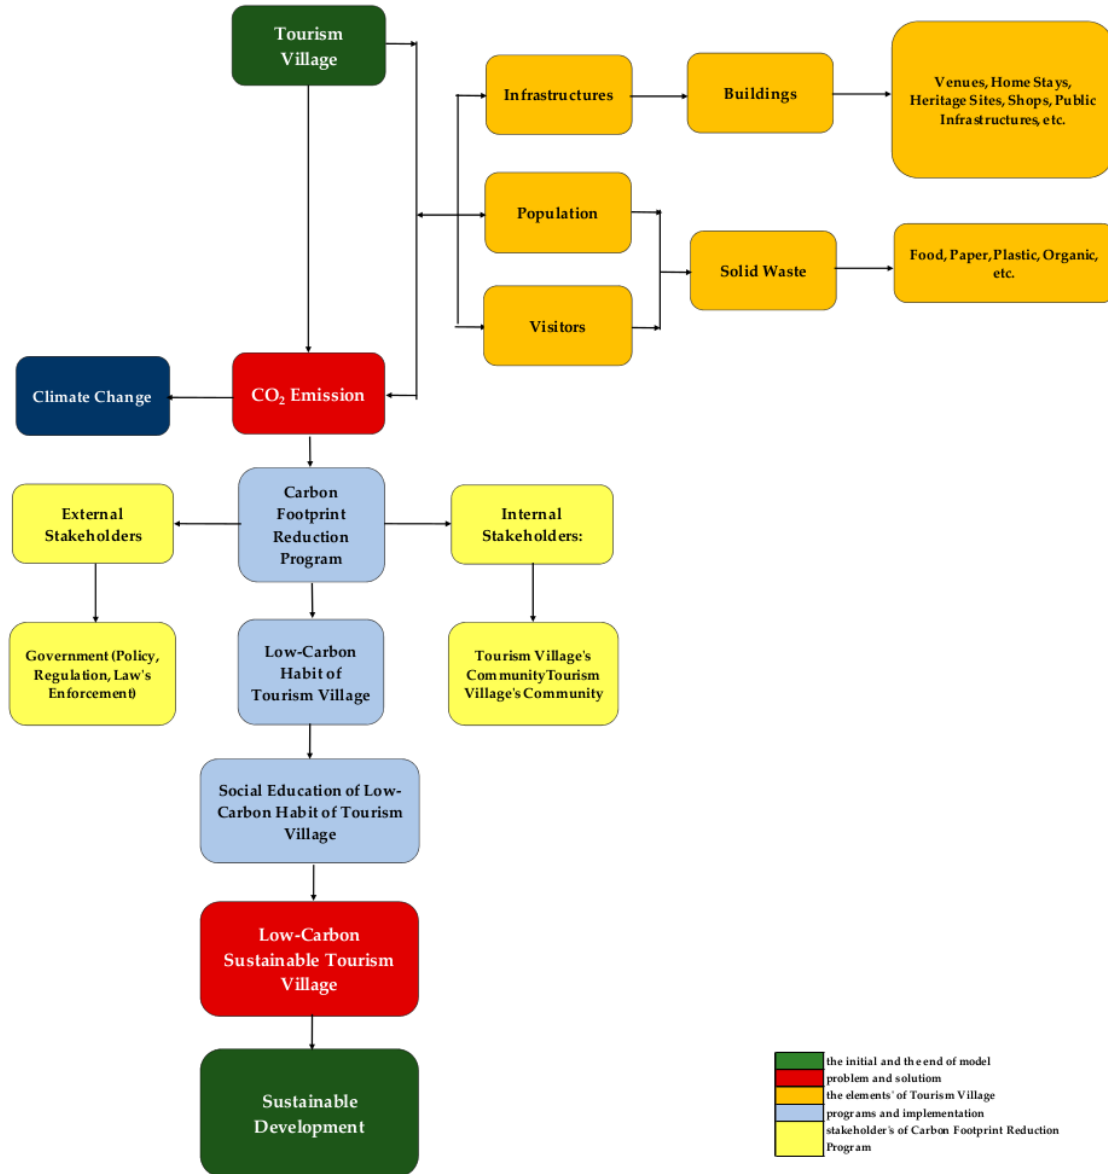 Tourism
Village
Infrastructures
Buildings
Venues, Home Stays,
Heritage Sites, Shops, Public
Infrastructures, etc.
Population
Solid Waste
Food, Paper, Plastic, Organic,
etc.
Visitors
Climate Change
CO₂ Emission
External
Stakeholders
Carbon
Footprint
Reduction
Program
Internal
Stakeholders:
Government (Policy,
Regulation, Law's
Enforcement)
Low-Carbon
Habit of
Tourism Village
Tourism Village's
CommunityTourism
Village's Community
Social Education of Low-
Carbon Habit of Tourism
Village
Low-Carbon
Sustainable Tourism
Village
Sustainable
Development
the initial and the end of model
problem and solutiom
the elements' of Tourism Village
programs and implementation
stakeholder's of Carbon Footprint Reduction
Program